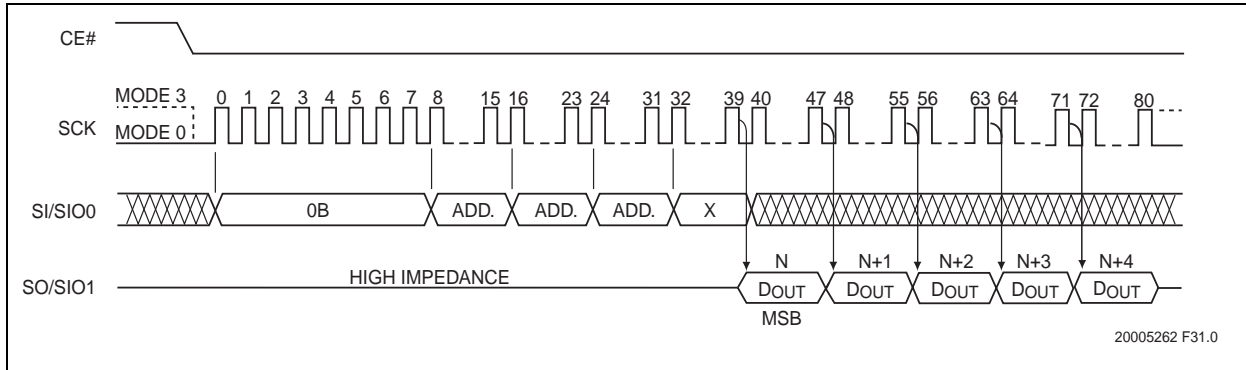 CE#
MODE 3 0 1 2 3 4 5 6 7 8 15 16 23 24 31 32 39 40 47 48 55 56 63 64 71 72 80
SCK MODE 0
SI/SIO0 0B ADD. ADD. ADD. X
N N+1 N+2 N+3 N+4
SO/SIO1 HIGH IMPEDANCE DOUT DOUT DOUT DOUT DOUT
MSB
20005262 F31.0